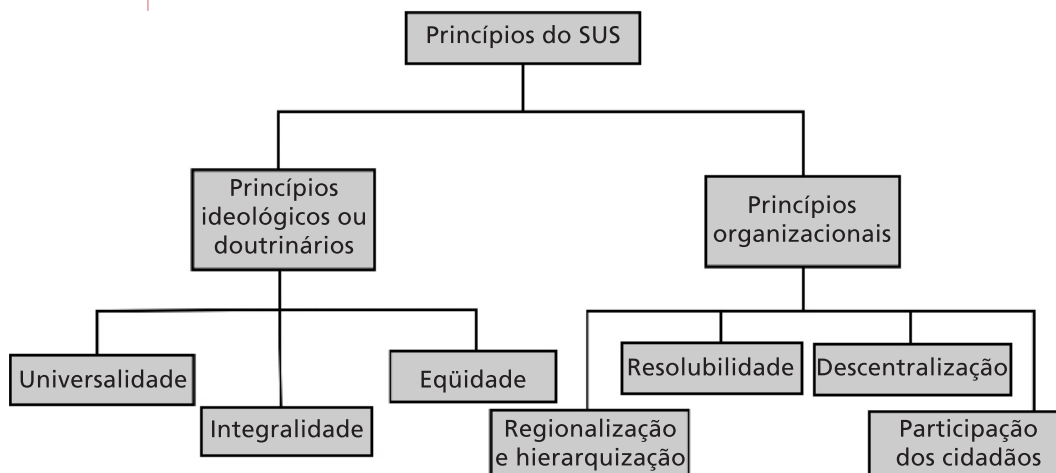 Princípios do SUS
Princípios
ideológicos ou
doutrinários
Princípios
organizacionais
Universalidade
Integralidade
Eqüidade
Regionalização
e hierarquização
Resolubilidade
Descentralização
Participação
dos cidadãos